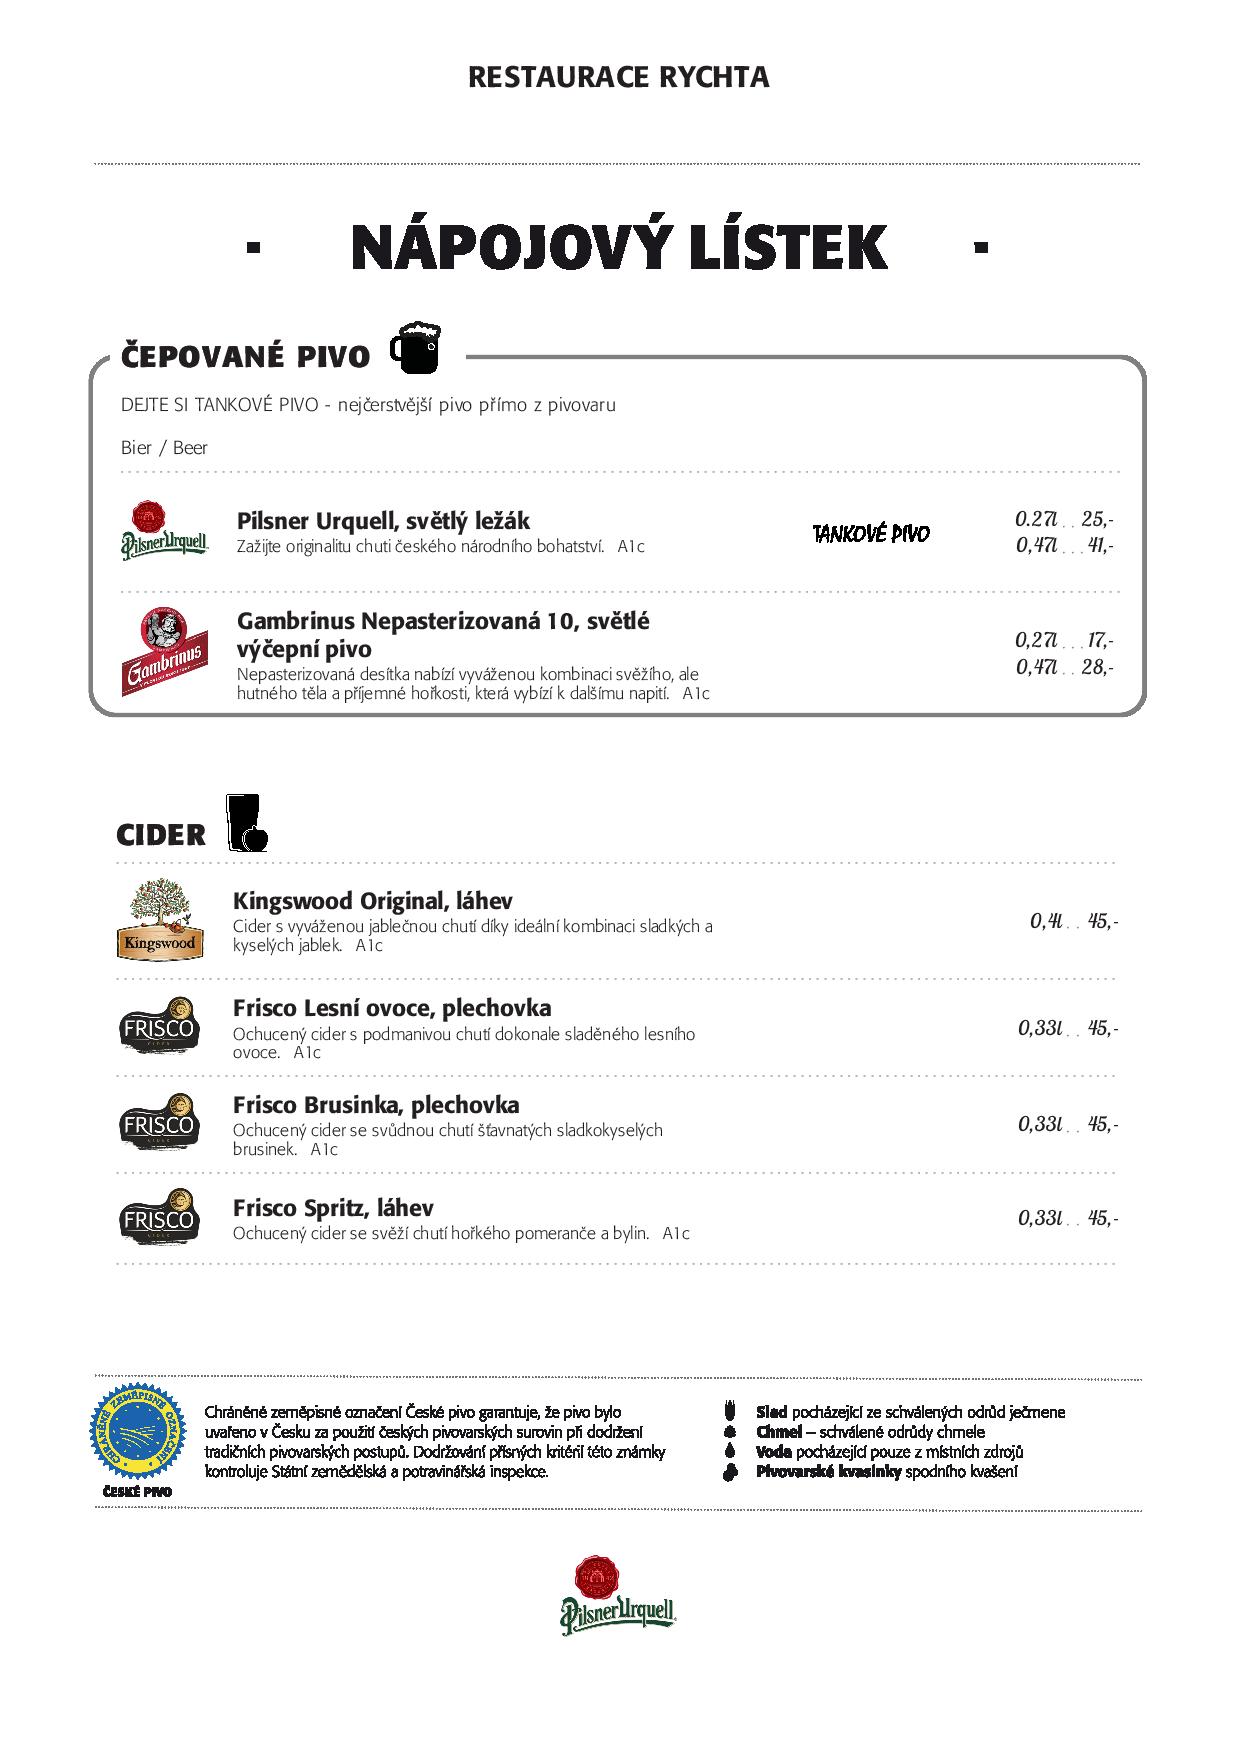 RESTAURACE RYCHTA
- NÁPOJOVÝ LÍSTEK -
ČEPOVANÉ PIVO
DEJTE SI TANKOVÉ PIVO - nejčerstvější pivo přímo z pivovaru
Bier / Beer
Pilsner Urquell
Pilsner Urquell, světlý ležák
Zažijte originalitu chuti českého národního bohatství. A1c
TANKOVÉ PIVO
0.27l . . 25,-
0,47l . . . 41,-
Gambrinus
Gambrinus Nepasterizovaná 10, světlé
výčepní pivo
Nepasterizovaná desítka nabízí vyváženou kombinaci svěžího, ale
hutného těla a příjemné hořkosti, která vybízí k dalšímu napití. A1c
0,27l . . . 17,-
0,47l . . 28,-
CIDER
Kingswood
Kingswood Original, láhev
Cider s vyváženou jablečnou chutí díky ideální kombinaci sladkých a
kyselých jablek. A1c
0,4l . . 45,-
FRISCO
CIDER
Frisco Lesní ovoce, plechovka
Ochucený cider s podmanivou chutí dokonale sladěného lesního
ovoce. A1c
0,33l . . 45,-
FRISCO
CIDER
Frisco Brusinka, plechovka
Ochucený cider se svůdnou chutí šťavnatých sladkokyselých
brusinek. A1c
0,33l . . 45,-
FRISCO
CIDER
Frisco Spritz, láhev
Ochucený cider se svěží chutí hořkého pomeranče a bylin. A1c
0,33l . . 45,-
CHRÁNĚNÉ ZEMĚPISNÉ OZNAČENÍ
ČESKÉ PIVO
Chráněné zeměpisné označení České pivo garantuje, že pivo bylo
uvařeno v Česku za použití českých pivovarských surovin při dodržení
tradičních pivovarských postupů. Dodržování přísných kritérií této známky
kontroluje Státní zemědělská a potravinářská inspekce.
Slad pocházející ze schválených odrůd ječmene
Chmel – schválené odrůdy chmele
Voda pocházející pouze z místních zdrojů
Pivovarské kvasinky spodního kvašení
Pilsner Urquell